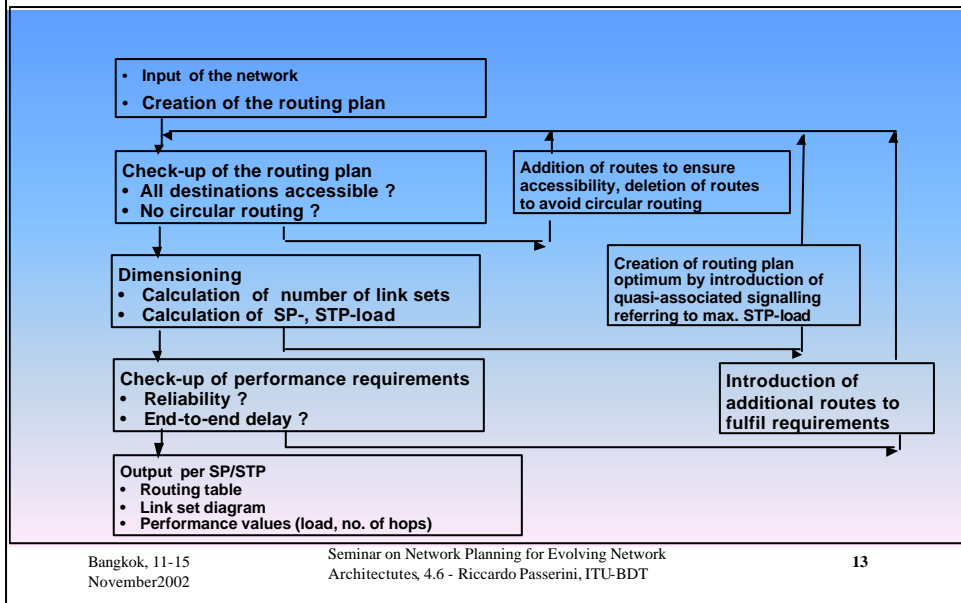 • Input of the network
• Creation of the routing plan
Check-up of the routing plan
• All destinations accessible ?
• No circular routing ?
Addition of routes to ensure
accessibility, deletion of routes
to avoid circular routing
Dimensioning
• Calculation of number of link sets
• Calculation of SP-, STP-load
Creation of routing plan
optimum by introduction of
quasi-associated signalling
referring to max. STP-load
Check-up of performance requirements
• Reliability ?
• End-to-end delay ?
Introduction of
additional routes to
fulfil requirements
Output per SP/STP
• Routing table
• Link set diagram
• Performance values (load, no. of hops)
Bangkok, 11-15
November2002
Seminar on Network Planning for Evolving Network
Architectutes, 4.6 - Riccardo Passerini, ITU-BDT
13